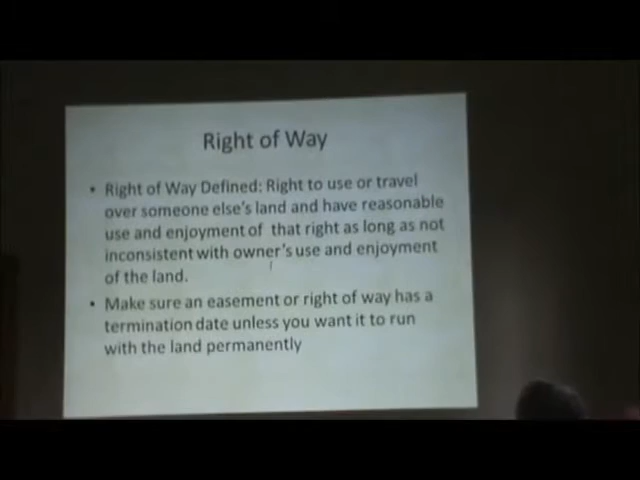 Right of Way
• Right of Way Defined: Right to use or travel
over someone else's land and have reasonable
use and enjoyment of that right as long as not
inconsistent with owner's use and enjoyment
of the land.
• Make sure an easement or right of way has a
termination date unless you want it to run
with the land permanently